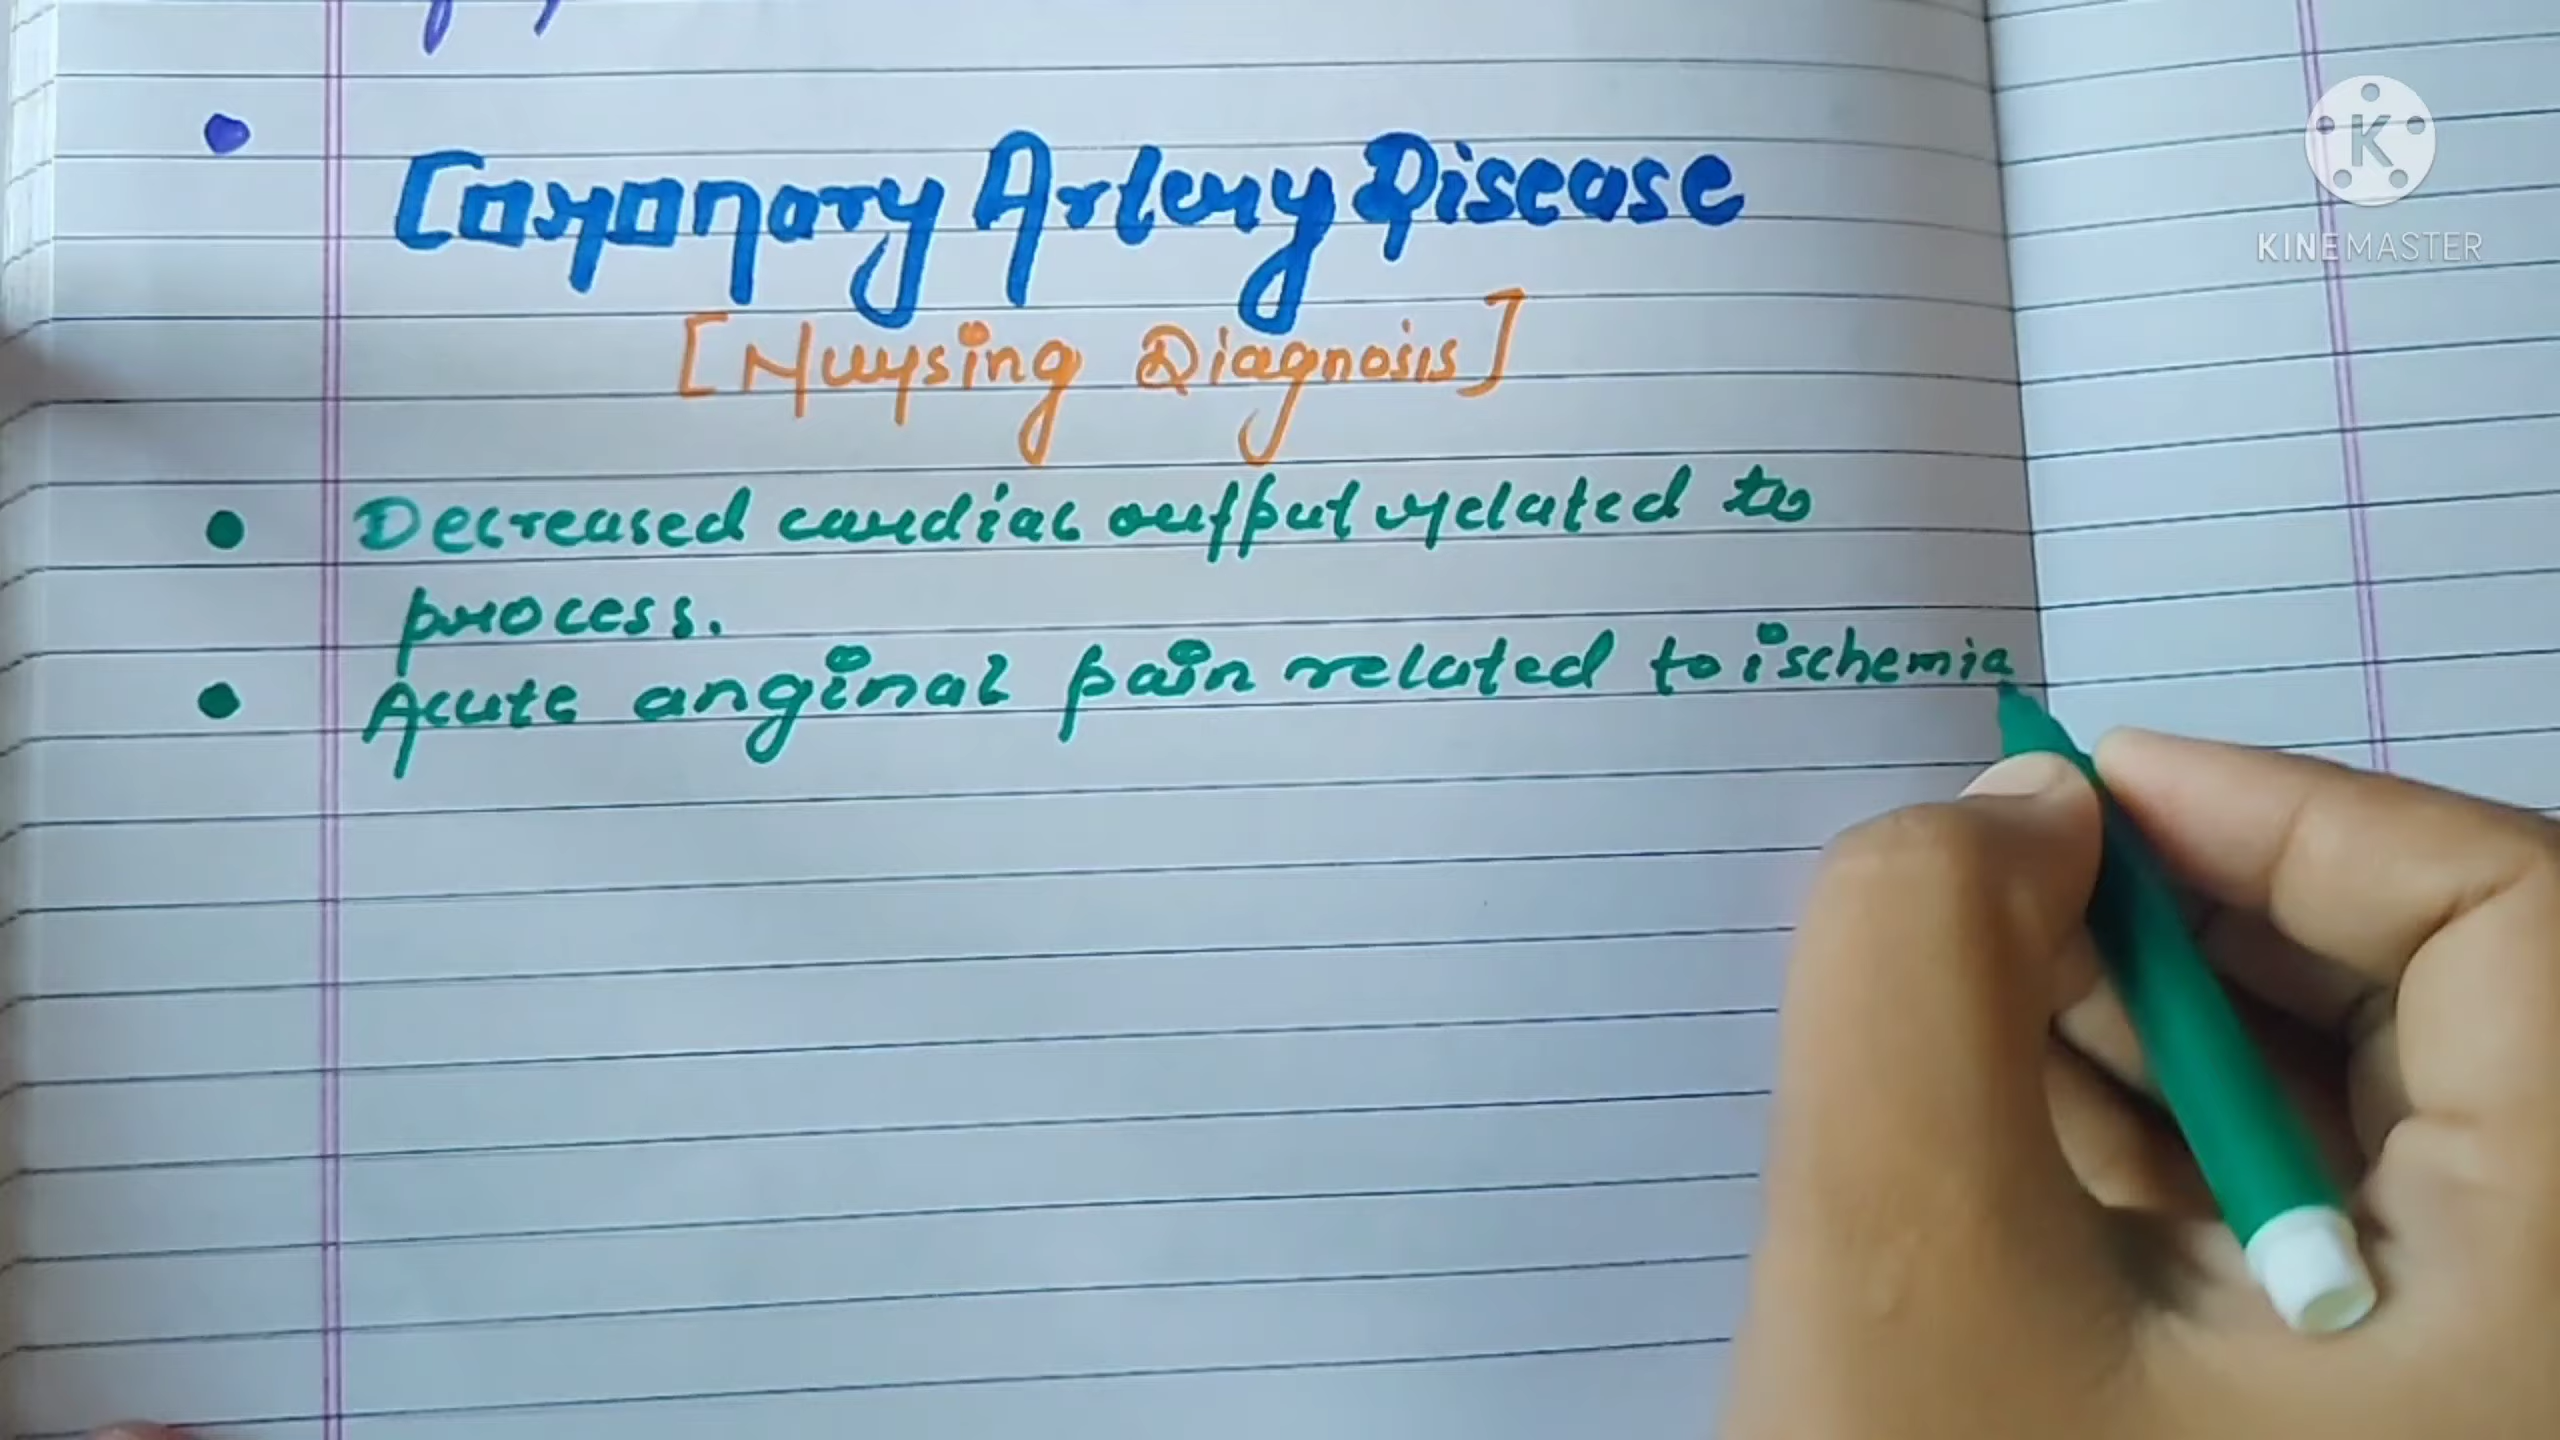 Coronary Artery Disease
[Nursing Diagnosis]
Decreased cardiac output related to
process.
Acute anginal pain related to ischemia
K
KINEMASTER